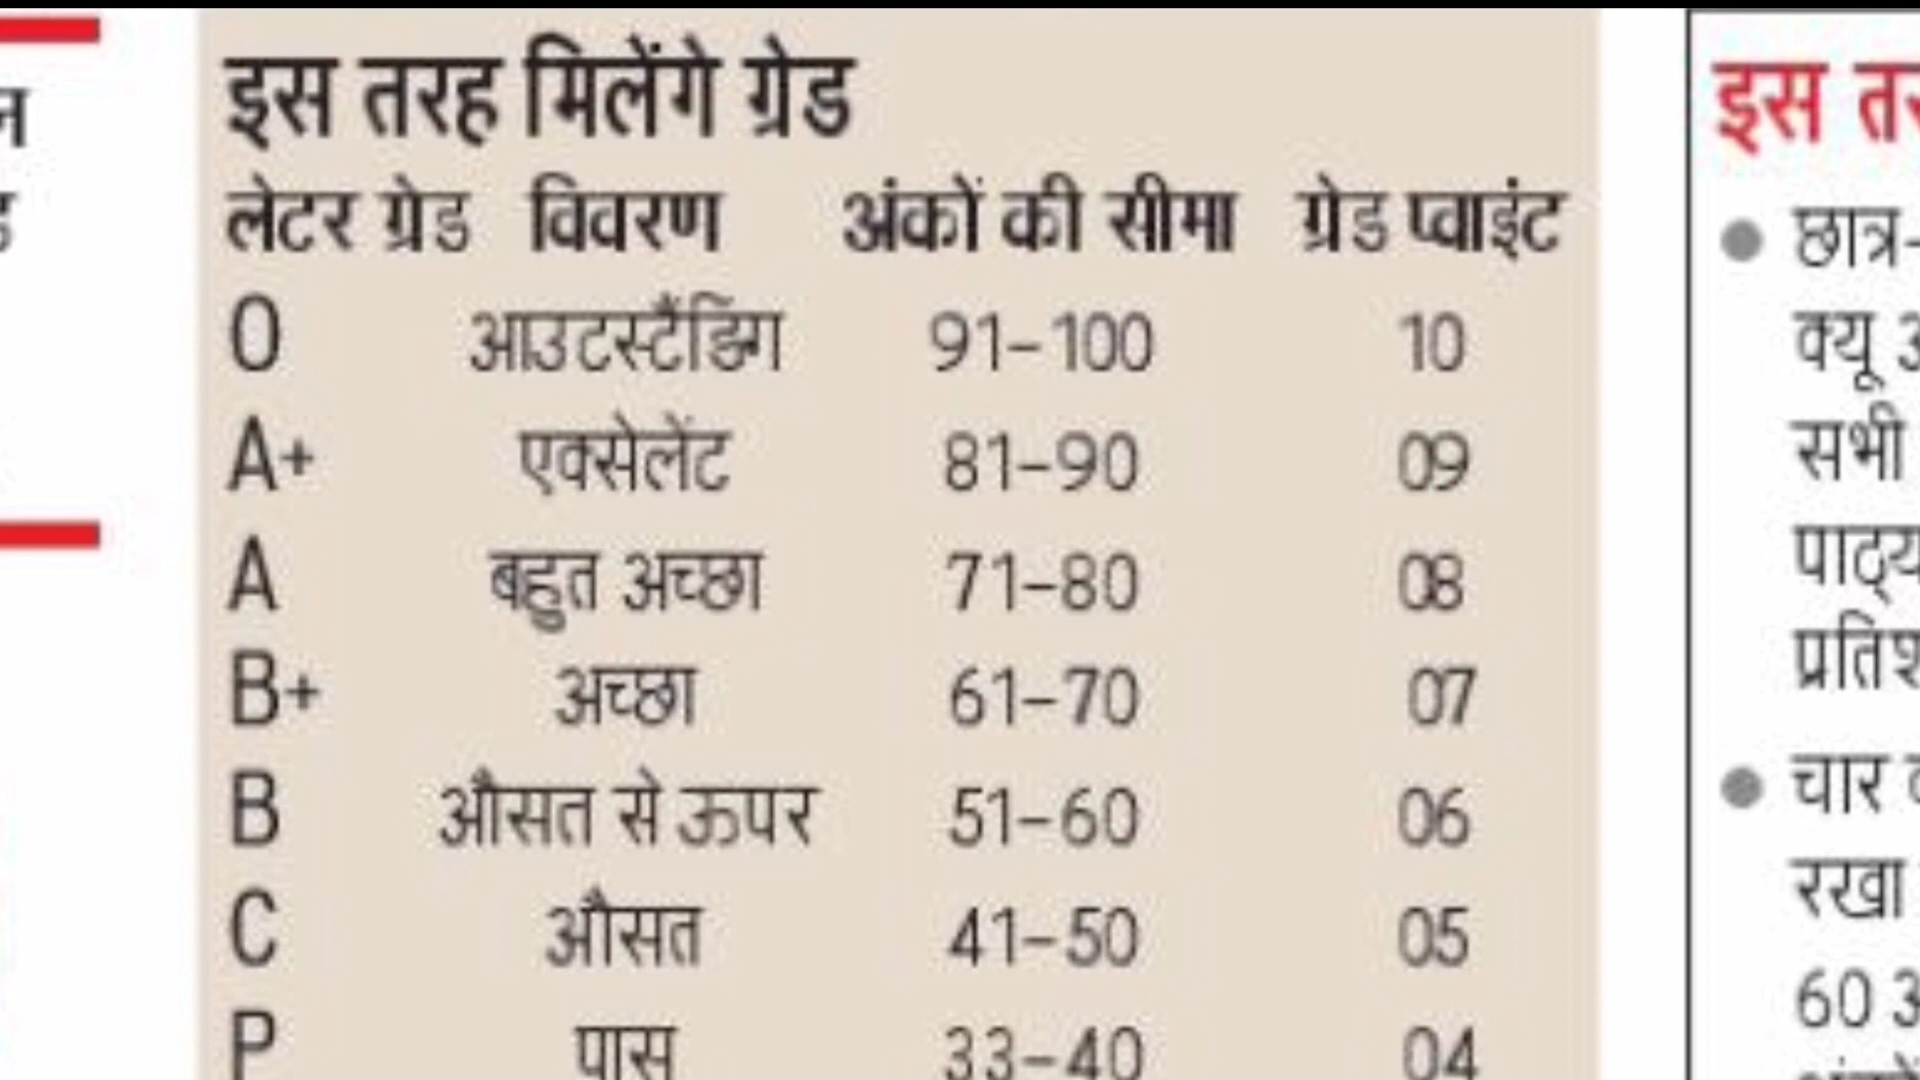 इस तरह मिलेंगे ग्रेड
लेटर ग्रेड विवरण अंकों की सीमा ग्रेड प्वाइंट
O आउटस्टैंडिंग 91-100 10
A+ एक्सेलेंट 81-90 09
A बहुत अच्छा 71-80 08
B+ अच्छा 61-70 07
B औसत से ऊपर 51-60 06
C औसत 41-50 05
P पास 33-40 04
इस
छात्र-
क्यू
सभी
चार
रखा
60